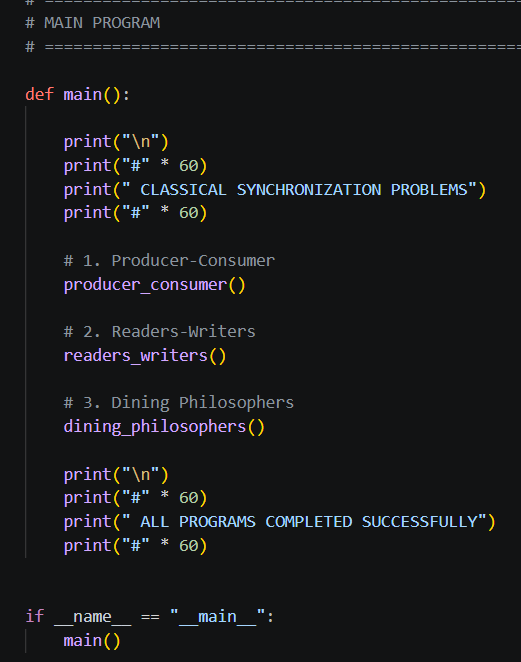 # ==================================================
# MAIN PROGRAM
# ==================================================
def main():
print("\n")
print("#" * 60)
print(" CLASSICAL SYNCHRONIZATION PROBLEMS")
print("#" * 60)
# 1. Producer-Consumer
producer_consumer()
# 2. Readers-Writers
readers_writers()
# 3. Dining Philosophers
dining_philosophers()
print("\n")
print("#" * 60)
print(" ALL PROGRAMS COMPLETED SUCCESSFULLY")
print("#" * 60)
if __name__ == "__main__":
main()